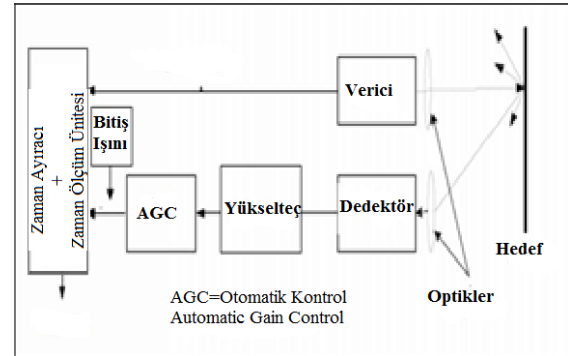 Zaman Ayıracı
+
Zaman Ölçüm Ünitesi
Bitiş
Işını
Verici
AGC
Yükselteç
Dedektör
Hedef
Optikler
AGC=Otomatik Kontrol
Automatic Gain Control